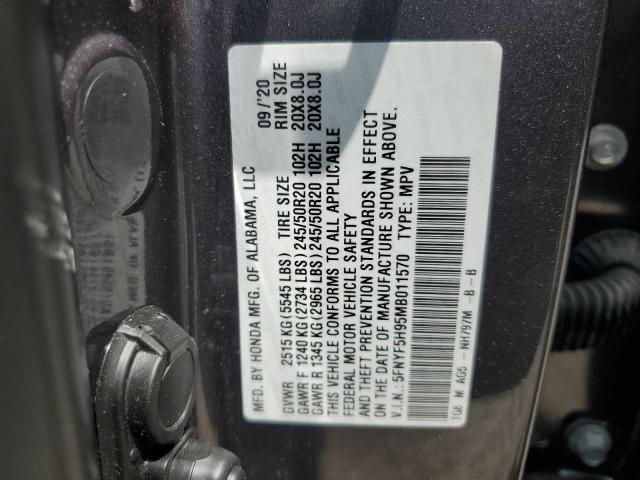 MFD. BY HONDA MFG. OF ALABAMA, LLC 09/'20
GVWR 2515 KG (5545 LBS) TIRE SIZE RIM SIZE
GAWR F 1240 KG (2734 LBS) 245/50R20 102H 20X8.0J
GAWR R 1345 KG (2965 LBS) 245/50R20 102H 20X8.0J
THIS VEHICLE CONFORMS TO ALL APPLICABLE
FEDERAL MOTOR VEHICLE SAFETY
AND THEFT PREVENTION STANDARDS IN EFFECT
ON THE DATE OF MANUFACTURE SHOWN ABOVE.
V.I.N.: 5FNYF5H95MB011570 TYPE: MPV
TG8 M AG5 - NH797M -B -B